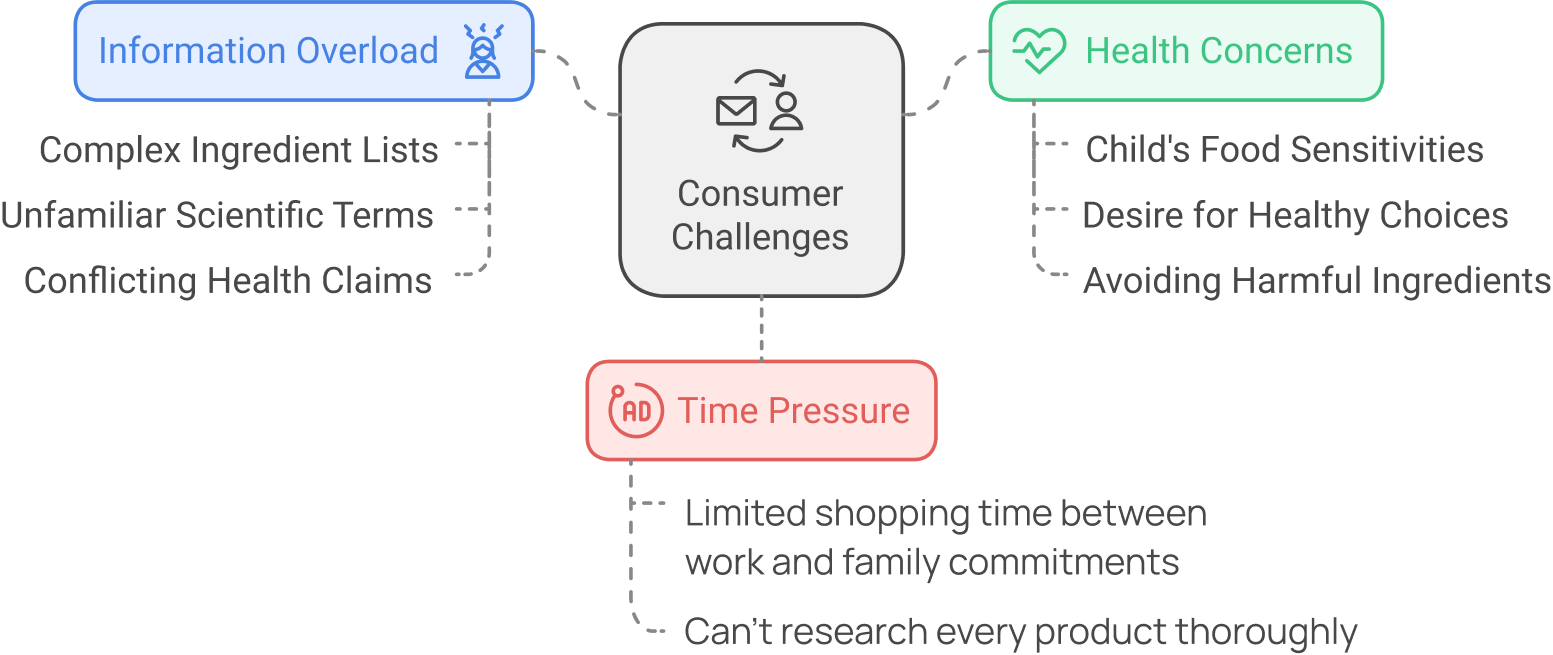 Information Overload
Complex Ingredient Lists
Unfamiliar Scientific Terms
Conflicting Health Claims
Consumer
Challenges
Health Concerns
Child's Food Sensitivities
Desire for Healthy Choices
Avoiding Harmful Ingredients
AD
Time Pressure
Limited shopping time between
work and family commitments
Can't research every product thoroughly